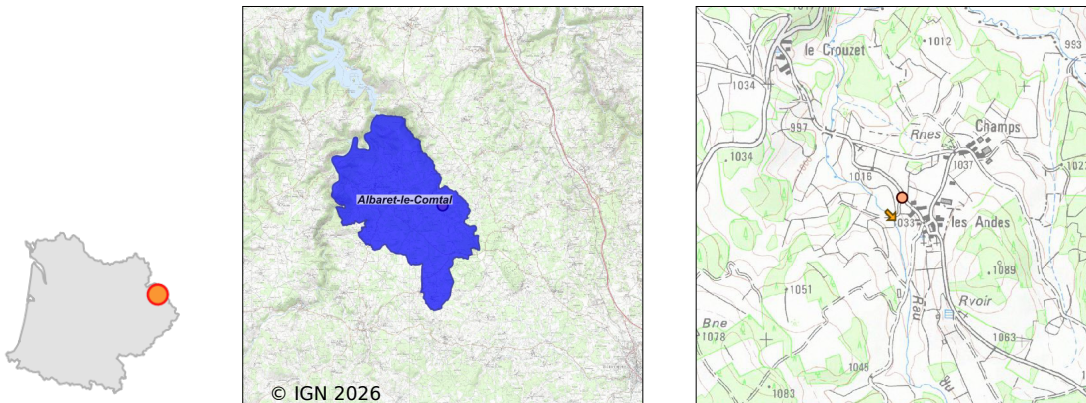 Albaret-le-Comtal
© IGN 2026
le Crouzet
1012
993
1034
997
Rnes
Champs
1034
1016
1037
1033
les Andes
1089
1051
Rau
Rvoir
Bne
1078
1063
1083